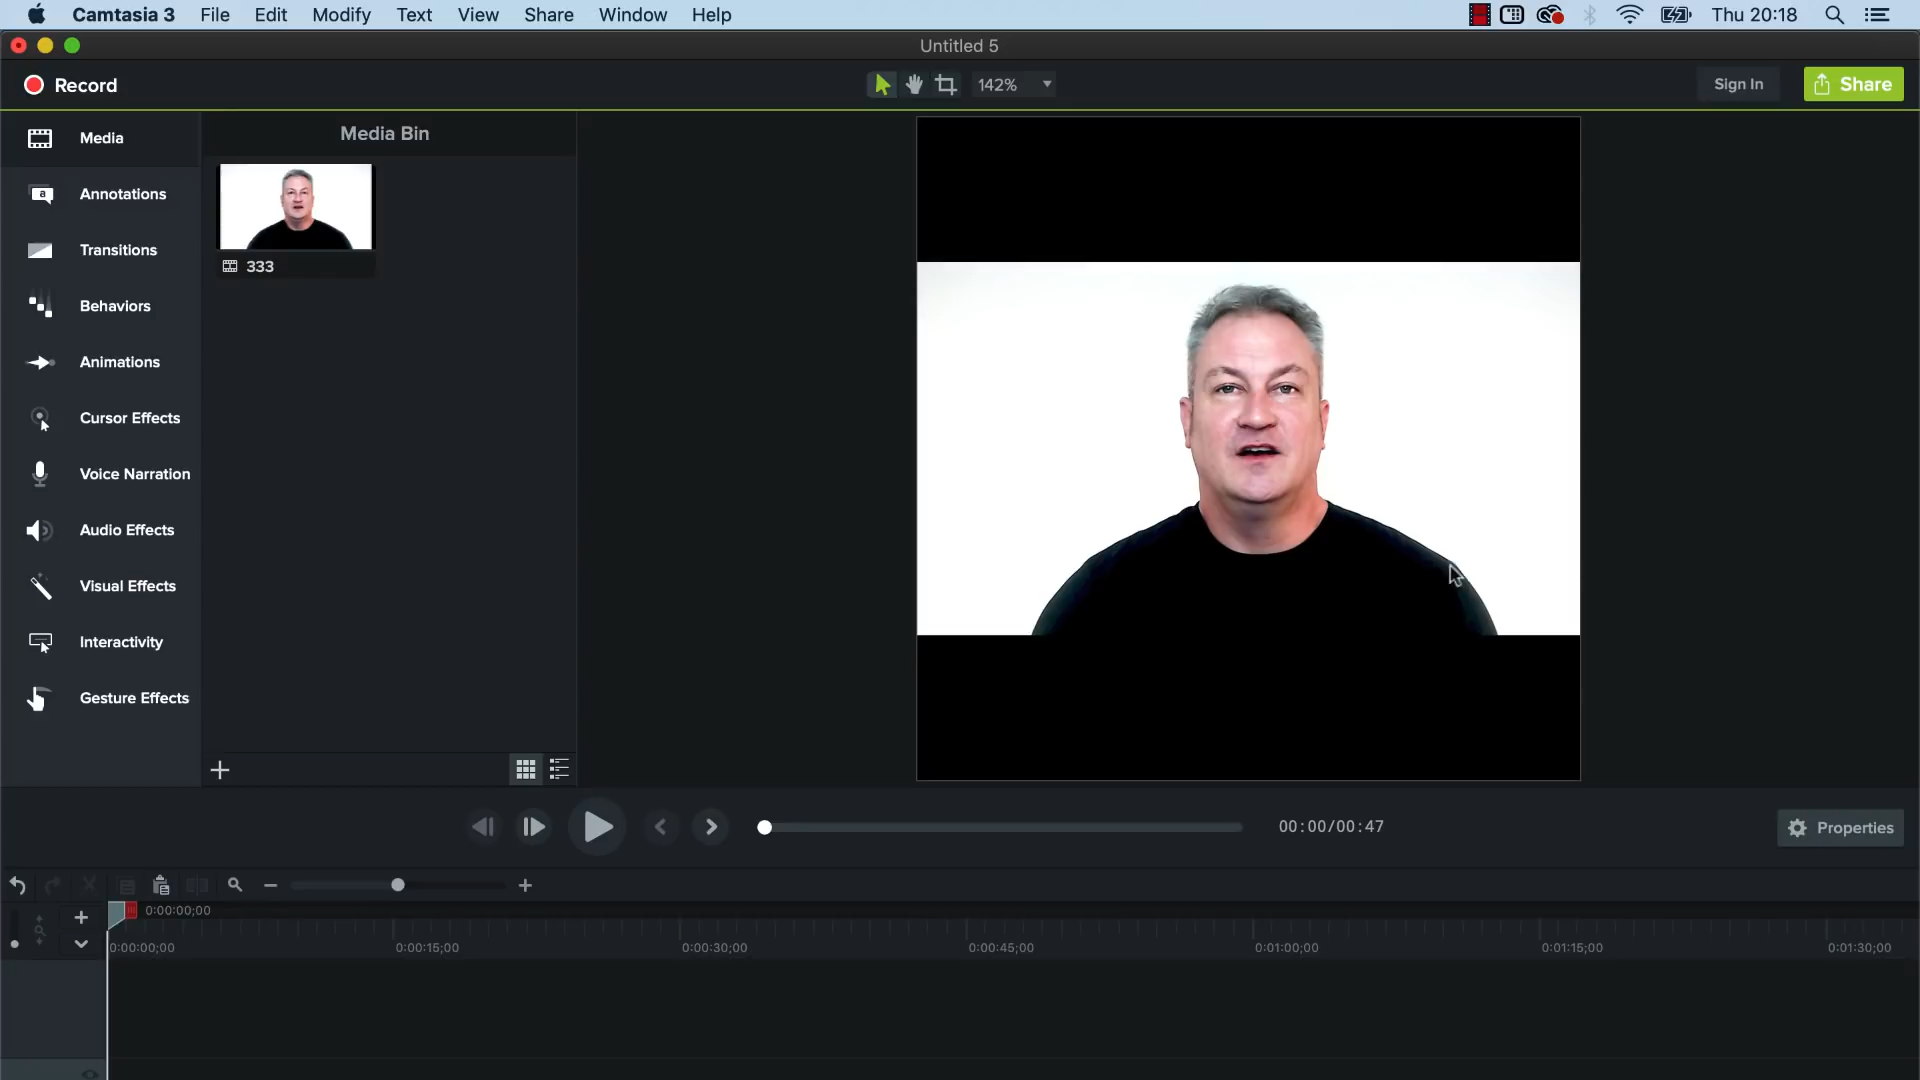 Camtasia 3 File Edit Modify Text View Share Window Help Thu 20:18
Untitled 5
Record 142% Sign In Share
Media
Media Bin
Annotations
Transitions
333
Behaviors
Animations
Cursor Effects
Voice Narration
Audio Effects
Visual Effects
Interactivity
Gesture Effects
00:00/00:47
Properties
0:00:00;00
0:00:00;00 0:00:15;00 0:00:30;00 0:00:45;00 0:01:00;00 0:01:15;00 0:01:30;00